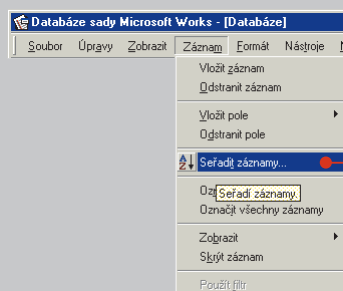 Databáze sady Microsoft Works - [Databáze]
Soubor Úpravy Zobrazit Záznam Formát Nástroje
Vložit záznam
Odstranit záznam
Vložit pole
Odstranit pole
Seřadit záznamy...
Seřadí záznamy.
Označit všechny záznamy
Zobrazit
Skrýt záznam
Použít filtr